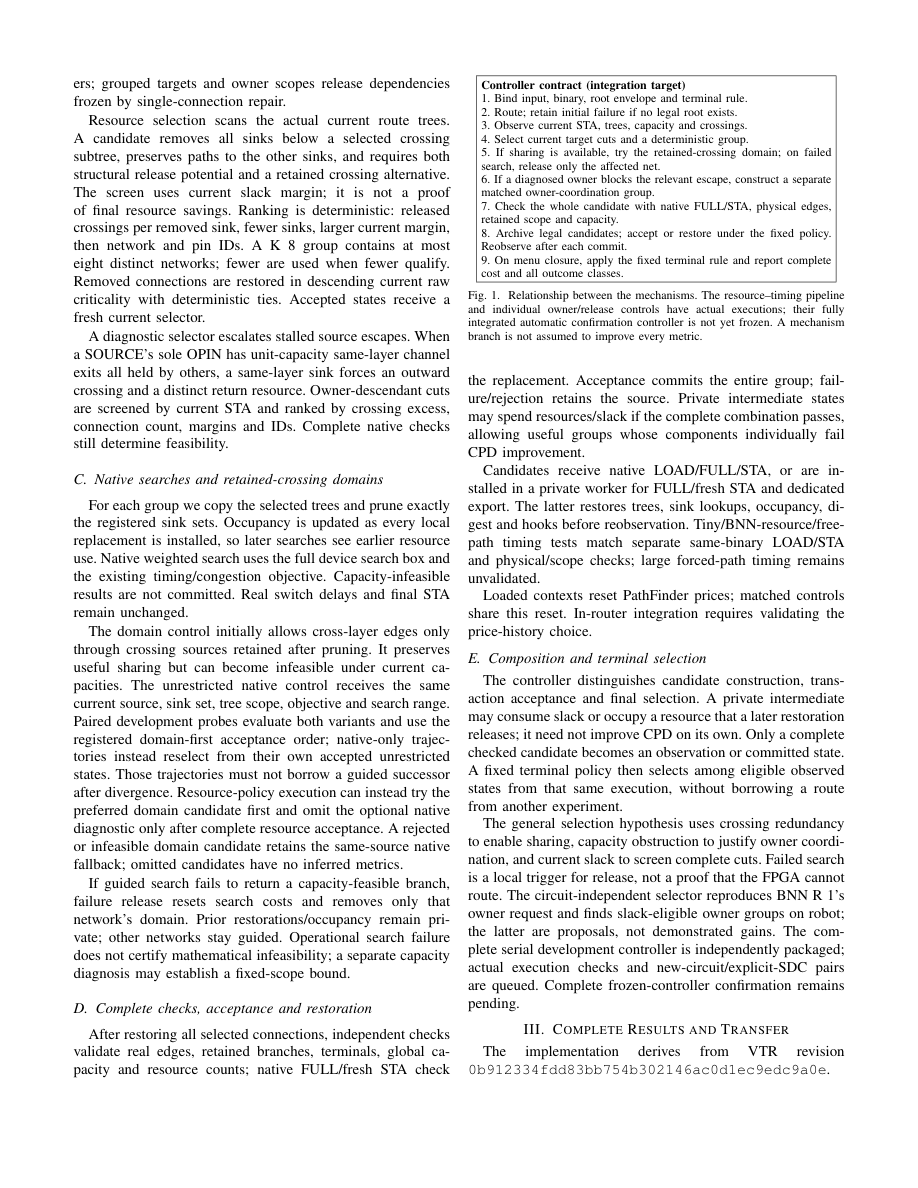 ers; grouped targets and owner scopes release dependencies
frozen by single-connection repair.
Resource selection scans the actual current route trees.
A candidate removes all sinks below a selected crossing
subtree, preserves paths to the other sinks, and requires both
structural release potential and a retained crossing alternative.
The screen uses current slack margin; it is not a proof
of final resource savings. Ranking is deterministic: released
crossings per removed sink, fewer sinks, larger current margin,
then network and pin IDs. A K 8 group contains at most
eight distinct networks; fewer are used when fewer qualify.
Removed connections are restored in descending current raw
criticality with deterministic ties. Accepted states receive a
fresh current selector.
A diagnostic selector escalates stalled source escapes. When
a SOURCE's sole OPIN has unit-capacity same-layer channel
exits all held by others, a same-layer sink forces an outward
crossing and a distinct return resource. Owner-descendant cuts
are screened by current STA and ranked by crossing excess,
connection count, margins and IDs. Complete native checks
still determine feasibility.
C. Native searches and retained-crossing domains
For each group we copy the selected trees and prune exactly
the registered sink sets. Occupancy is updated as every local
replacement is installed, so later searches see earlier resource
use. Native weighted search uses the full device search box and
the existing timing/congestion objective. Capacity-infeasible
results are not committed. Real switch delays and final STA
remain unchanged.
The domain control initially allows cross-layer edges only
through crossing sources retained after pruning. It preserves
useful sharing but can become infeasible under current ca-
pacities. The unrestricted native control receives the same
current source, sink set, tree scope, objective and search range.
Paired development probes evaluate both variants and use the
registered domain-first acceptance order; native-only trajec-
tories instead reselect from their own accepted unrestricted
states. Those trajectories must not borrow a guided successor
after divergence. Resource-policy execution can instead try the
preferred domain candidate first and omit the optional native
diagnostic only after complete resource acceptance. A rejected
or infeasible domain candidate retains the same-source native
fallback; omitted candidates have no inferred metrics.
If guided search fails to return a capacity-feasible branch,
failure release resets search costs and removes only that
network's domain. Prior restorations/occupancy remain pri-
vate; other networks stay guided. Operational search failure
does not certify mathematical infeasibility; a separate capacity
diagnosis may establish a fixed-scope bound.
D. Complete checks, acceptance and restoration
After restoring all selected connections, independent checks
validate real edges, retained branches, terminals, global ca-
pacity and resource counts; native FULL/fresh STA check
Controller contract (integration target)
1. Bind input, binary, root envelope and terminal rule.
2. Route; retain initial failure if no legal root exists.
3. Observe current STA, trees, capacity and crossings.
4. Select current target cuts and a deterministic group.
5. If sharing is available, try the retained-crossing domain; on failed
search, release only the affected net.
6. If a diagnosed owner blocks the relevant escape, construct a separate
matched owner-coordination group.
7. Check the whole candidate with native FULL/STA, physical edges,
retained scope and capacity.
8. Archive legal candidates; accept or restore under the fixed policy.
Reobserve after each commit.
9. On menu closure, apply the fixed terminal rule and report complete
cost and all outcome classes.
Fig. 1. Relationship between the mechanisms. The resource–timing pipeline
and individual owner/release controls have actual executions; their fully
integrated automatic confirmation controller is not yet frozen. A mechanism
branch is not assumed to improve every metric.
the replacement. Acceptance commits the entire group; fail-
ure/rejection retains the source. Private intermediate states
may spend resources/slack if the complete combination passes,
allowing useful groups whose components individually fail
CPD improvement.
Candidates receive native LOAD/FULL/STA, or are in-
stalled in a private worker for FULL/fresh STA and dedicated
export. The latter restores trees, sink lookups, occupancy, di-
gest and hooks before reobservation. Tiny/BNN-resource/free-
path timing tests match separate same-binary LOAD/STA
and physical/scope checks; large forced-path timing remains
unvalidated.
Loaded contexts reset PathFinder prices; matched controls
share this reset. In-router integration requires validating the
price-history choice.
E. Composition and terminal selection
The controller distinguishes candidate construction, trans-
action acceptance and final selection. A private intermediate
may consume slack or occupy a resource that a later restoration
releases; it need not improve CPD on its own. Only a complete
checked candidate becomes an observation or committed state.
A fixed terminal policy then selects among eligible observed
states from that same execution, without borrowing a route
from another experiment.
The general selection hypothesis uses crossing redundancy
to enable sharing, capacity obstruction to justify owner coordi-
nation, and current slack to screen complete cuts. Failed search
is a local trigger for release, not a proof that the FPGA cannot
route. The circuit-independent selector reproduces BNN R 1's
owner request and finds slack-eligible owner groups on robot;
the latter are proposals, not demonstrated gains. The com-
plete serial development controller is independently packaged;
actual execution checks and new-circuit/explicit-SDC pairs
are queued. Complete frozen-controller confirmation remains
pending.
III. COMPLETE RESULTS AND TRANSFER
The implementation derives from VTR revision
0b912334fdd83bb754b302146ac0d1ec9edc9a0e.